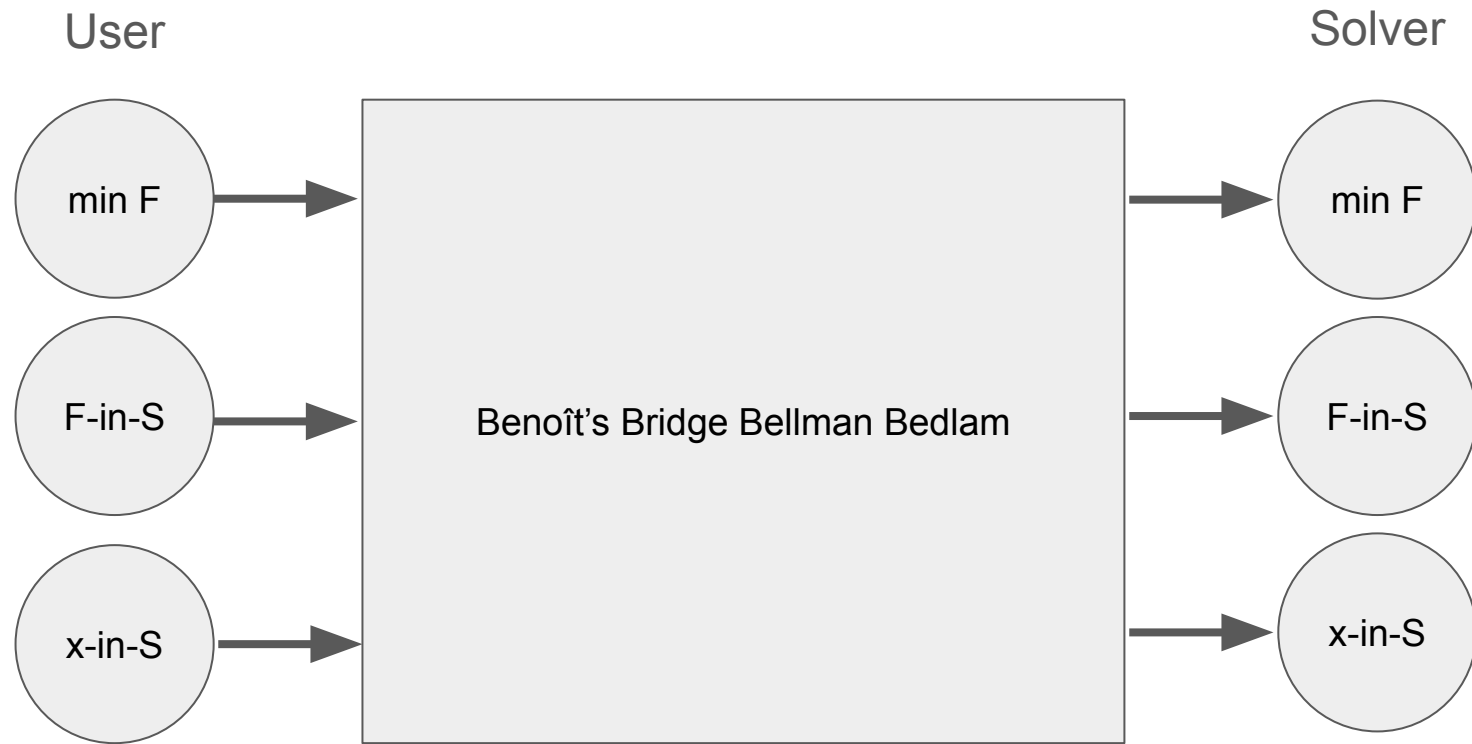 User
Solver
min F
min F
F-in-S
Benoît’s Bridge Bellman Bedlam
F-in-S
x-in-S
x-in-S